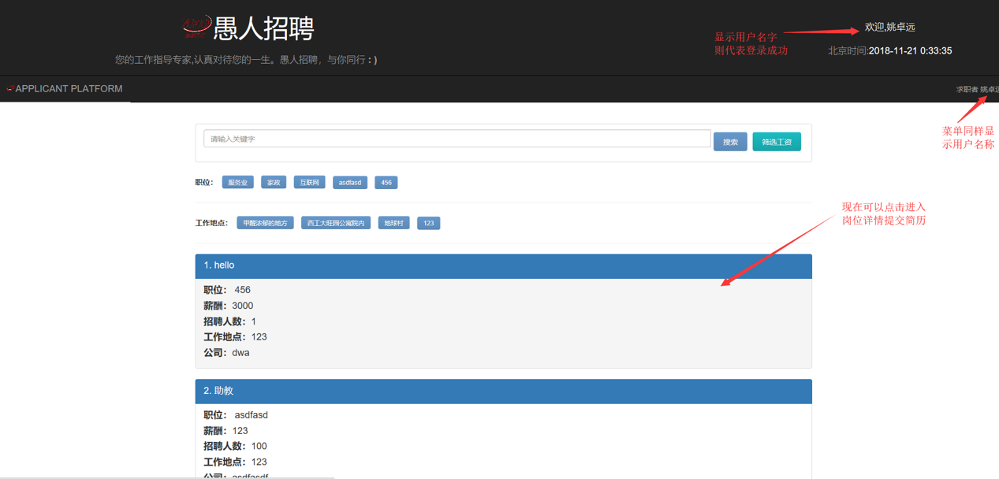 愚人招聘
您的工作指导专家,认真对待您的一生。愚人招聘，与你同行 : )
显示用户名字
则代表登录成功
欢迎,姚卓远
北京时间:2018-11-21 0:33:35
APPLICANT PLATFORM
求职者 姚卓远
菜单同样显
示用户名称
请输入关键字
搜索
筛选工资
职位： 服务业 家政 互联网 asdfasd 456
现在可以点击进入
岗位详情提交简历
工作地点： 甲醛浓郁的地方 西工大旺园公寓院内 地球村 123
1. hello
职位： 456
薪酬：3000
招聘人数：1
工作地点：123
公司：dwa
2. 助教
职位： asdfasd
薪酬：123
招聘人数：100
工作地点：123
公司：asdfasdf